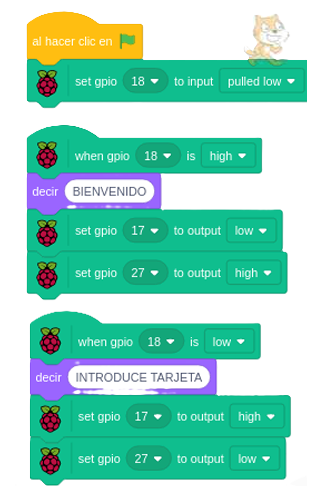 al hacer clic en
set gpio 18 to input pulled low
when gpio 18 is high
decir BIENVENIDO
set gpio 17 to output low
set gpio 27 to output high
when gpio 18 is low
decir INTRODUCE TARJETA
set gpio 17 to output high
set gpio 27 to output low